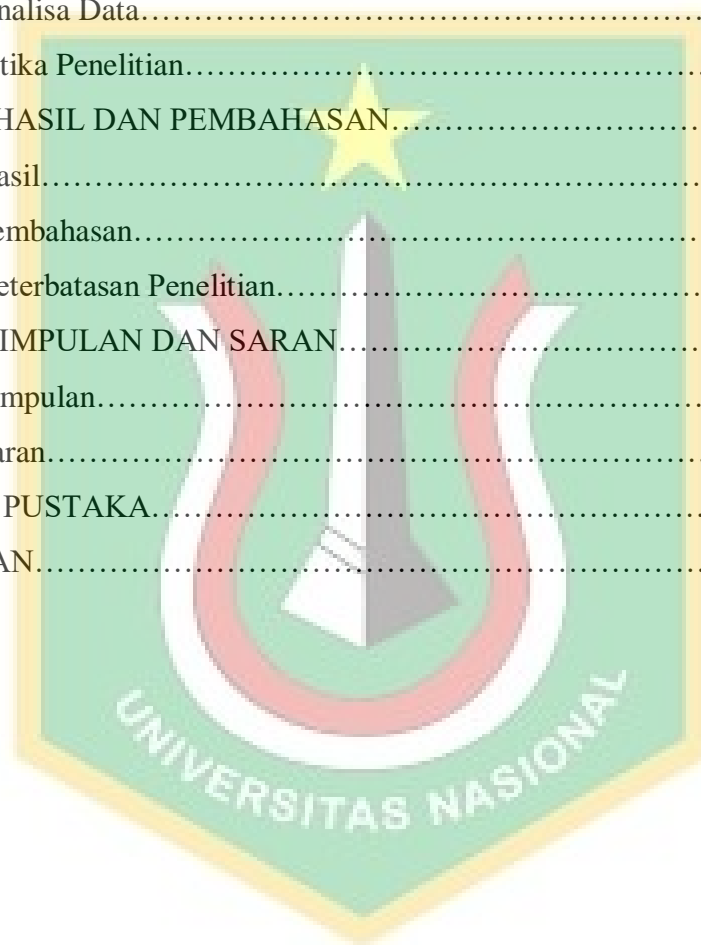 nalisa Data……………………………………………………
tika Penelitian………………………………………………
HASIL DAN PEMBAHASAN……………………………
asil……………………………………………………………
embahasan……………………………………………………
eterbatasan Penelitian………………………………………
IMPULAN DAN SARAN…………………………………
mpulan………………………………………………………
aran……………………………………………………………
PUSTAKA……………………………………………………
AN……………………………………………………………
UNIVERSITAS NASIONAL